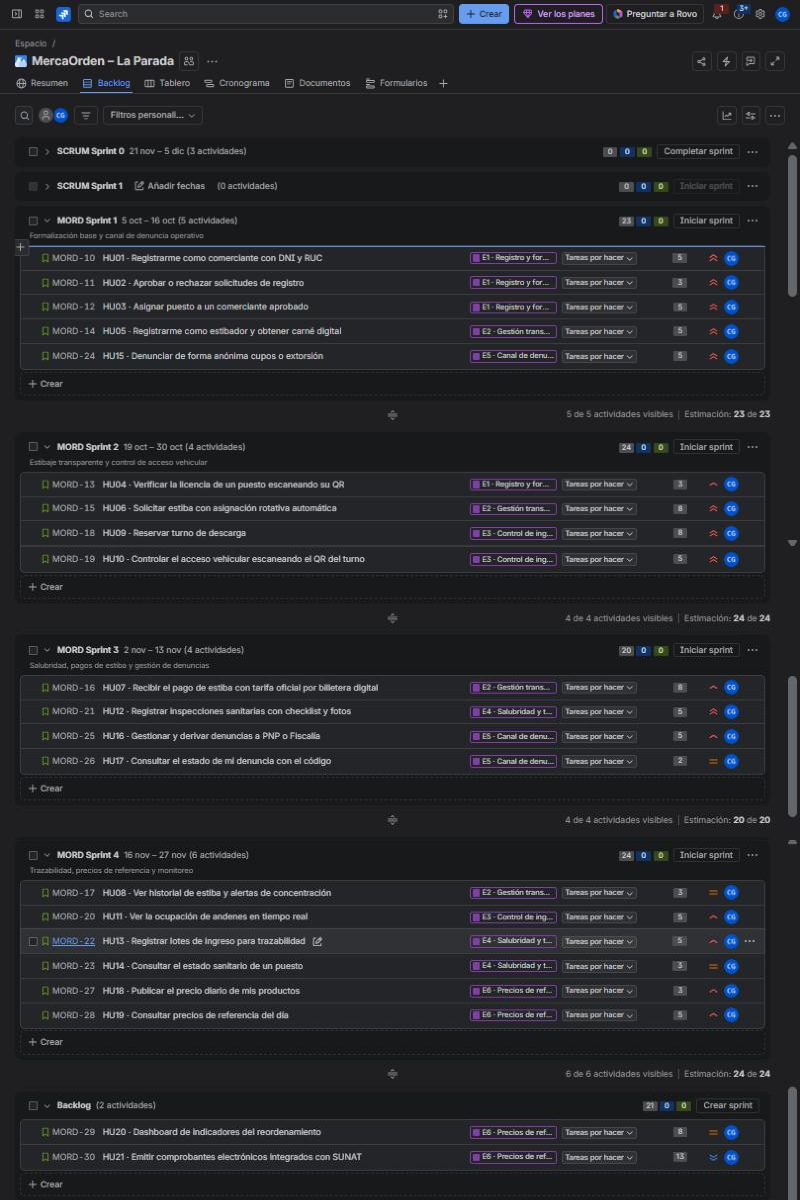 Search
+ Crear
Ver los planes
Preguntar a Rovo
1
3+
CG
Espacio /
MercaOrden – La Parada
Resumen
Backlog
Tablero
Cronograma
Documentos
Formularios
CG
Filtros personali...
SCRUM Sprint 0 21 nov – 5 dic (3 actividades) 0 0 0 Completar sprint
SCRUM Sprint 1 Añadir fechas (0 actividades) 0 0 0 Iniciar sprint
MORD Sprint 1 5 oct – 16 oct (5 actividades) 23 0 0 Iniciar sprint
Formalización base y canal de denuncia operativo
MORD-10 HU01 - Registrarme como comerciante con DNI y RUC E1 - Registro y for... Tareas por hacer 5 CG
MORD-11 HU02 - Aprobar o rechazar solicitudes de registro E1 - Registro y for... Tareas por hacer 3 CG
MORD-12 HU03 - Asignar puesto a un comerciante aprobado E1 - Registro y for... Tareas por hacer 5 CG
MORD-14 HU05 - Registrarme como estibador y obtener carné digital E2 - Gestión trans... Tareas por hacer 5 CG
MORD-24 HU15 - Denunciar de forma anónima cupos o extorsión E5 - Canal de denu... Tareas por hacer 5 CG
+ Crear
5 de 5 actividades visibles | Estimación: 23 de 23
MORD Sprint 2 19 oct – 30 oct (4 actividades) 24 0 0 Iniciar sprint
Estibaje transparente y control de acceso vehicular
MORD-13 HU04 - Verificar la licencia de un puesto escaneando su QR E1 - Registro y for... Tareas por hacer 3 CG
MORD-15 HU06 - Solicitar estiba con asignación rotativa automática E2 - Gestión trans... Tareas por hacer 8 CG
MORD-18 HU09 - Reservar turno de descarga E3 - Control de ing... Tareas por hacer 8 CG
MORD-19 HU10 - Controlar el acceso vehicular escaneando el QR del turno E3 - Control de ing... Tareas por hacer 5 CG
+ Crear
4 de 4 actividades visibles | Estimación: 24 de 24
MORD Sprint 3 2 nov – 13 nov (4 actividades) 20 0 0 Iniciar sprint
Salubridad, pagos de estiba y gestión de denuncias
MORD-16 HU07 - Recibir el pago de estiba con tarifa oficial por billetera digital E2 - Gestión trans... Tareas por hacer 8 CG
MORD-21 HU12 - Registrar inspecciones sanitarias con checklist y fotos E4 - Salubridad y t... Tareas por hacer 5 CG
MORD-25 HU16 - Gestionar y derivar denuncias a PNP o Fiscalía E5 - Canal de denu... Tareas por hacer 5 CG
MORD-26 HU17 - Consultar el estado de mi denuncia con el código E5 - Canal de denu... Tareas por hacer 2 CG
+ Crear
4 de 4 actividades visibles | Estimación: 20 de 20
MORD Sprint 4 16 nov – 27 nov (6 actividades) 24 0 0 Iniciar sprint
Trazabilidad, precios de referencia y monitoreo
MORD-17 HU08 - Ver historial de estiba y alertas de concentración E2 - Gestión trans... Tareas por hacer 3 CG
MORD-20 HU11 - Ver la ocupación de andenes en tiempo real E3 - Control de ing... Tareas por hacer 5 CG
MORD-22 HU13 - Registrar lotes de ingreso para trazabilidad E4 - Salubridad y t... Tareas por hacer 5 CG
MORD-23 HU14 - Consultar el estado sanitario de un puesto E4 - Salubridad y t... Tareas por hacer 3 CG
MORD-27 HU18 - Publicar el precio diario de mis productos E6 - Precios de ref... Tareas por hacer 3 CG
MORD-28 HU19 - Consultar precios de referencia del día E6 - Precios de ref... Tareas por hacer 5 CG
+ Crear
6 de 6 actividades visibles | Estimación: 24 de 24
Backlog (2 actividades) 21 0 0 Crear sprint
MORD-29 HU20 - Dashboard de indicadores del reordenamiento E6 - Precios de ref... Tareas por hacer 8 CG
MORD-30 HU21 - Emitir comprobantes electrónicos integrados con SUNAT E6 - Precios de ref... Tareas por hacer 13 CG
+ Crear